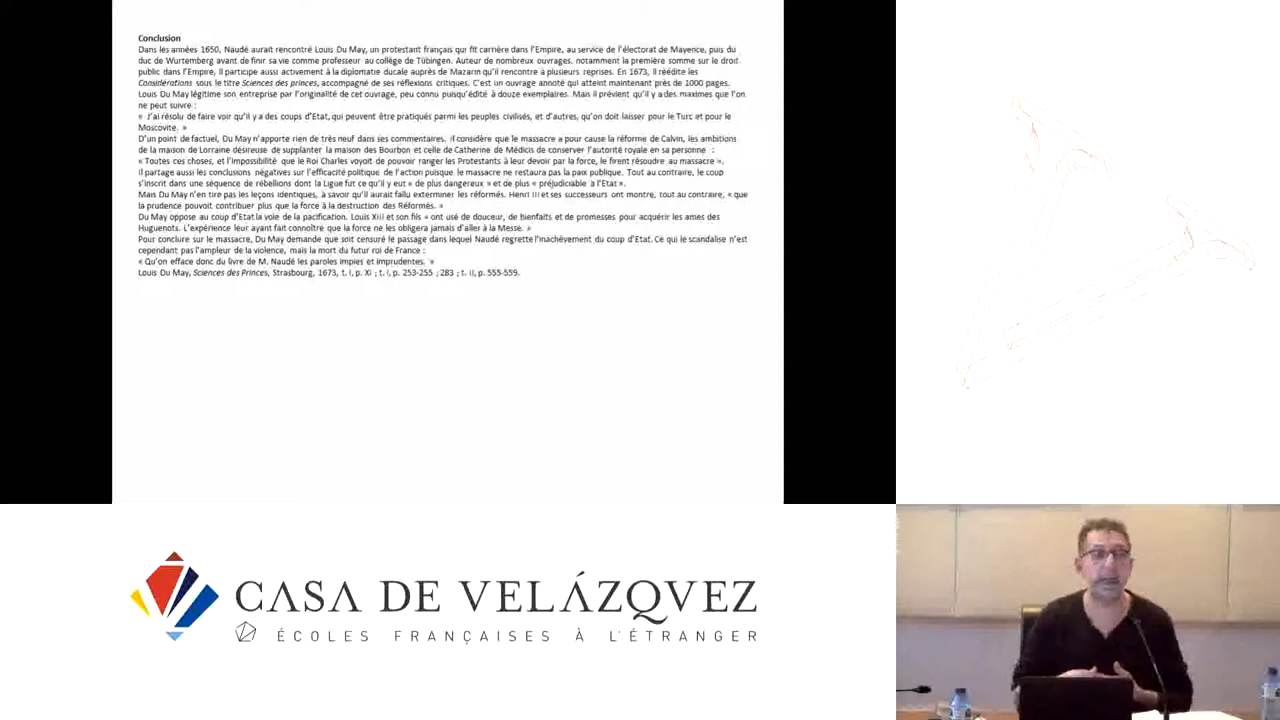 Conclusion
Dans les années 1650, Naudé aurait rencontré Louis Du May, un protestant français qui fit carrière dans l'Empire, au service de l'électorat de Mayence, puis du
duc de Wurtemberg avant de finir sa vie comme professeur au collège de Tübingen. Auteur de nombreux ouvrages, notamment la première somme sur le droit
public dans l'Empire, il participe aussi activement à la diplomatie ducale auprès de Mazarin qu'il rencontre à plusieurs reprises. En 1673, il réédite les
Considérations sous le titre Sciences des princes, accompagné de ses réflexions critiques. C'est un ouvrage annoté qui atteint maintenant près de 1000 pages.
Louis Du May légitime son entreprise par l'originalité de cet ouvrage, peu connu puisqu'édité à douze exemplaires. Mais il prévient qu'il y a des maximes que l'on
ne peut suivre :
« J'ai résolu de faire voir qu'il y a des coups d'Etat, qui peuvent être pratiqués parmi les peuples civilisés, et d'autres, qu'on doit laisser pour le Turc et pour le
Moscovite. »
D'un point de factuel, Du May n'apporte rien de très neuf dans ses commentaires. Il considère que le massacre a pour cause la réforme de Calvin, les ambitions
de la maison de Lorraine désireuse de supplanter la maison des Bourbon et celle de Catherine de Médicis de conserver l'autorité royale en sa personne :
« Toutes ces choses, et l'impossibilité que le Roi Charles voyoit de pouvoir ranger les Protestants à leur devoir par la force, le firent résoudre au massacre ».
Il partage aussi les conclusions négatives sur l'efficacité politique de l'action puisque le massacre ne restaura pas la paix publique. Tout au contraire, le coup
s'inscrit dans une séquence de rébellions dont la Ligue fut ce qu'il y eut « de plus dangereux » et de plus « préjudiciable à l'Etat ».
Mais Du May n'en tire pas les leçons identiques, à savoir qu'il aurait fallu exterminer les réformés. Henri III et ses successeurs ont montré, tout au contraire, « que
la prudence pouvoit contribuer plus que la force à la destruction des Réformés. »
Du May oppose au coup d'Etat la voie de la pacification. Louis XIII et son fils « ont usé de douceur, de bienfaits et de promesses pour acquérir les ames des
Huguenots. L'expérience leur ayant fait connoître que la force ne les obligera jamais d'aller à la Messe. »
Pour conclure sur le massacre, Du May demande que soit censuré le passage dans lequel Naudé regrette l'inachèvement du coup d'Etat. Ce qui le scandalise n'est
cependant pas l'ampleur de la violence, mais la mort du futur roi de France :
« Qu'on efface donc du livre de M. Naudé les paroles impies et imprudentes. »
Louis Du May, Sciences des Princes, Strasbourg, 1673, t. I, p. XI ; t. I, p. 253-255 ; 283 ; t. II, p. 555-559.
CASA DE VELÁZQVEZ
ÉCOLES FRANÇAISES À L'ÉTRANGER